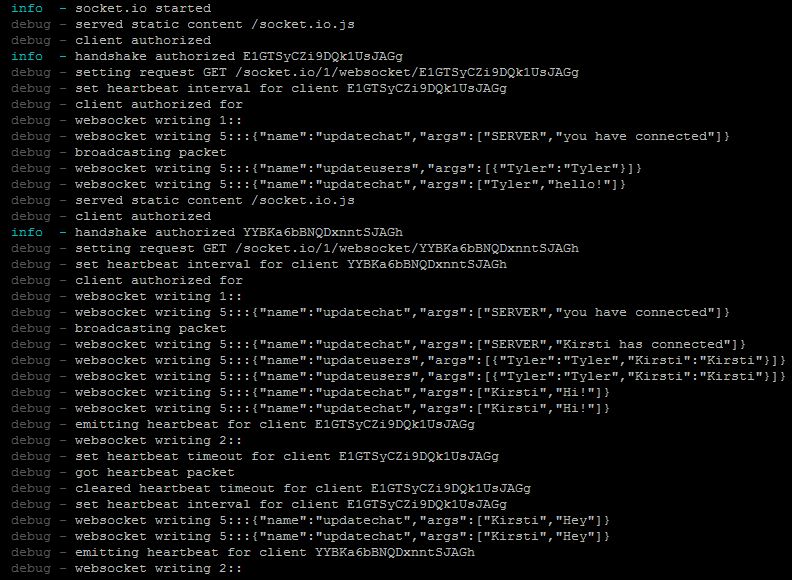 info  - socket.io started
debug - served static content /socket.io.js
debug - client authorized
info  - handshake authorized E1GTSyCZi9DQk1UsJAGg
debug - setting request GET /socket.io/1/websocket/E1GTSyCZi9DQk1UsJAGg
debug - set heartbeat interval for client E1GTSyCZi9DQk1UsJAGg
debug - client authorized for
debug - websocket writing 1::
debug - websocket writing 5:::{"name":"updatechat","args":["SERVER","you have connected"]}
debug - broadcasting packet
debug - websocket writing 5:::{"name":"updateusers","args":[{"Tyler":"Tyler"}]}
debug - websocket writing 5:::{"name":"updatechat","args":["Tyler","hello!"]}
debug - served static content /socket.io.js
debug - client authorized
info  - handshake authorized YYBKa6bBNQDxnntSJAGh
debug - setting request GET /socket.io/1/websocket/YYBKa6bBNQDxnntSJAGh
debug - set heartbeat interval for client YYBKa6bBNQDxnntSJAGh
debug - client authorized for
debug - websocket writing 1::
debug - websocket writing 5:::{"name":"updatechat","args":["SERVER","you have connected"]}
debug - broadcasting packet
debug - websocket writing 5:::{"name":"updatechat","args":["SERVER","Kirsti has connected"]}
debug - websocket writing 5:::{"name":"updateusers","args":[{"Tyler":"Tyler","Kirsti":"Kirsti"}]}
debug - websocket writing 5:::{"name":"updateusers","args":[{"Tyler":"Tyler","Kirsti":"Kirsti"}]}
debug - websocket writing 5:::{"name":"updatechat","args":["Kirsti","Hi!"]}
debug - websocket writing 5:::{"name":"updatechat","args":["Kirsti","Hi!"]}
debug - emitting heartbeat for client E1GTSyCZi9DQk1UsJAGg
debug - websocket writing 2::
debug - set heartbeat timeout for client E1GTSyCZi9DQk1UsJAGg
debug - got heartbeat packet
debug - cleared heartbeat timeout for client E1GTSyCZi9DQk1UsJAGg
debug - set heartbeat interval for client E1GTSyCZi9DQk1UsJAGg
debug - websocket writing 5:::{"name":"updatechat","args":["Kirsti","Hey"]}
debug - websocket writing 5:::{"name":"updatechat","args":["Kirsti","Hey"]}
debug - emitting heartbeat for client YYBKa6bBNQDxnntSJAGh
debug - websocket writing 2::